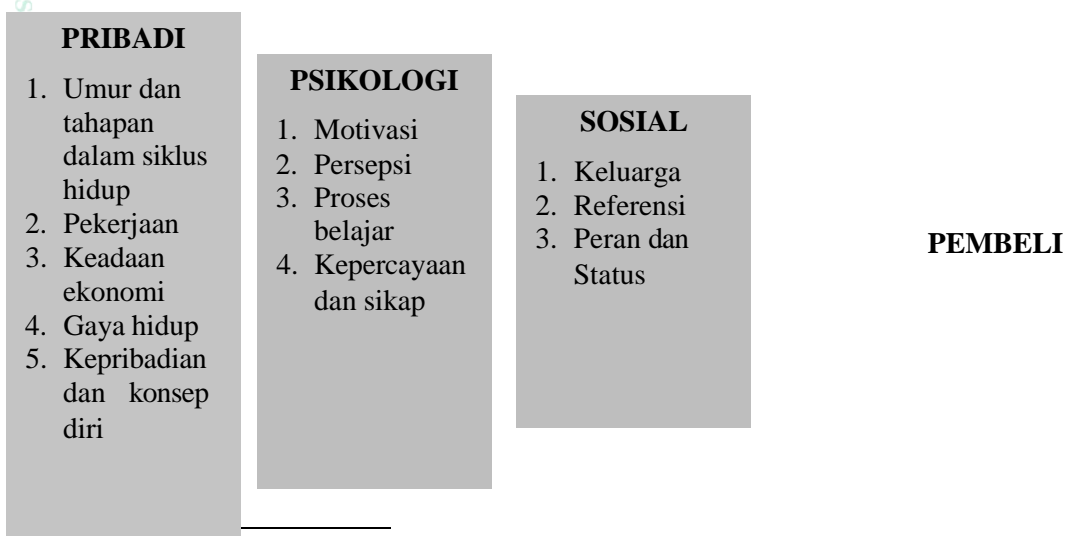 PRIBADI
1. Umur dan
tahapan
dalam siklus
hidup
2. Pekerjaan
3. Keadaan
ekonomi
4. Gaya hidup
5. Kepribadian
dan konsep
diri
PSIKOLOGI
1. Motivasi
2. Persepsi
3. Proses
belajar
4. Kepercayaan
dan sikap
SOSIAL
1. Keluarga
2. Referensi
3. Peran dan
Status
PEMBELI